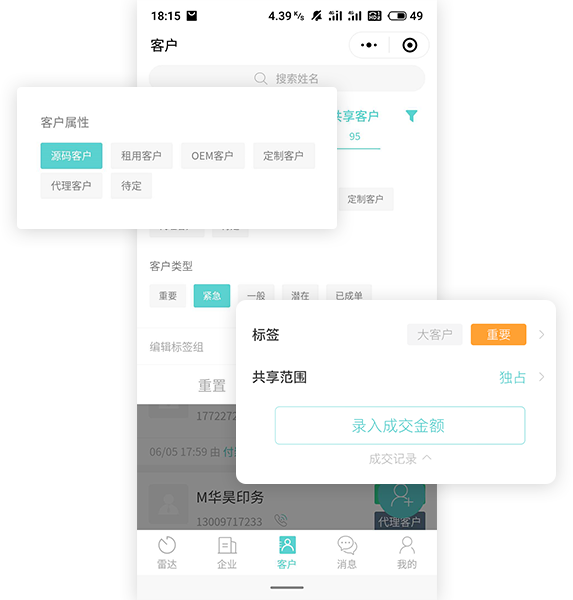 18:15
4.39 K/s
49
客户
搜索姓名
共享客户
95
客户属性
源码客户 租用客户 OEM客户 定制客户
代理客户 待定
定制客户
客户类型
重要 紧急 一般 潜在 已成单
标签 大客户 重要
编辑标签组
共享范围 独占
重置
录入成交金额
17722
06/05 17:59 由 付
成交记录
M华昊印务
13009717233
代理客户
雷达 企业 客户 消息 我的